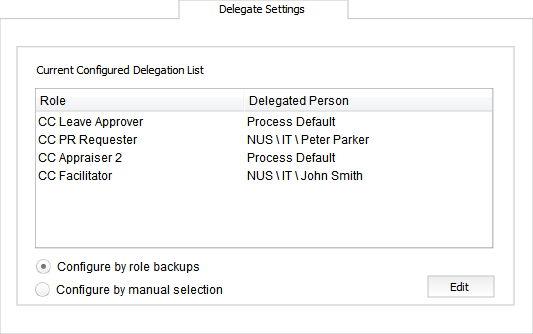 Delegate Settings
Current Configured Delegation List
Role Delegated Person
CC Leave Approver Process Default
CC PR Requester NUS \ IT \ Peter Parker
CC Appraiser 2 Process Default
CC Facilitator NUS \ IT \ John Smith
Configure by role backups
Configure by manual selection
Edit